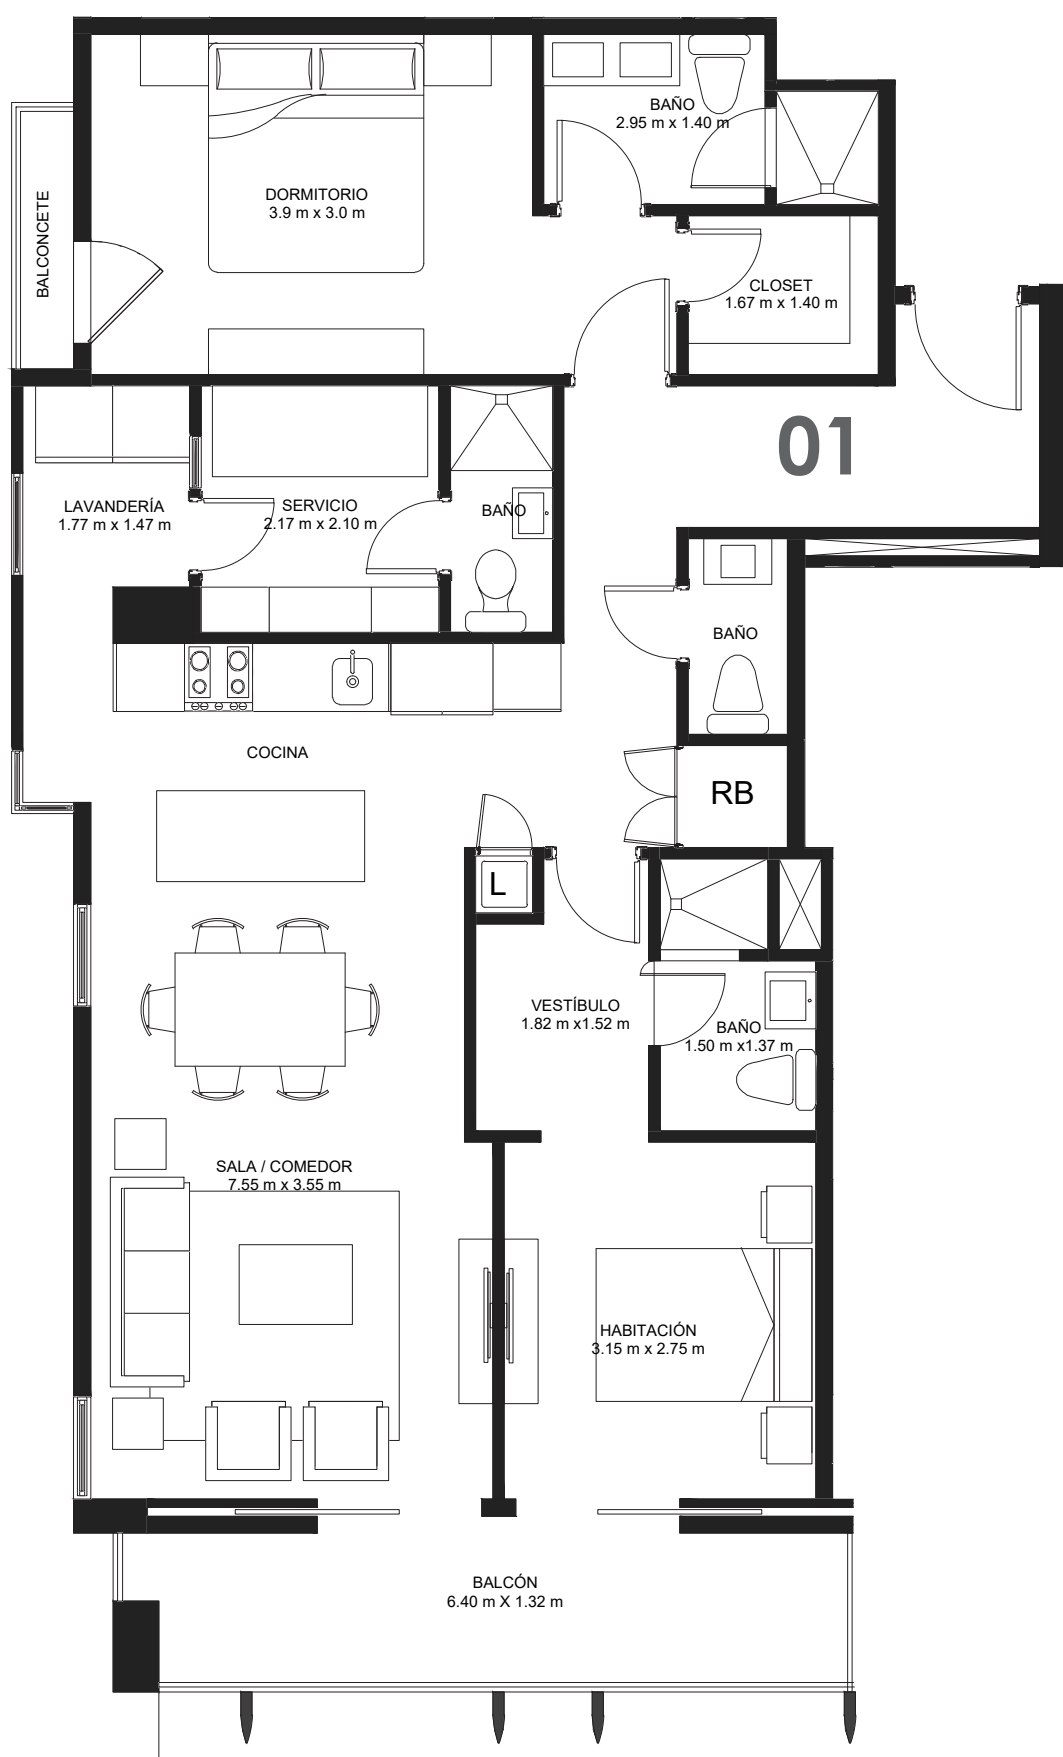 BAÑO
2.95 m x 1.40 m
DORMITORIO
3.9 m x 3.0 m
BALCONCETE
CLOSET
1.67 m x 1.40 m
01
LAVANDERÍA
1.77 m x 1.47 m
SERVICIO
2.17 m x 2.10 m
BAÑO
BAÑO
COCINA
RB
L
VESTÍBULO
1.82 m x1.52 m
BAÑO
1.50 m x1.37 m
SALA / COMEDOR
7.55 m x 3.55 m
HABITACIÓN
3.15 m x 2.75 m
BALCÓN
6.40 m X 1.32 m